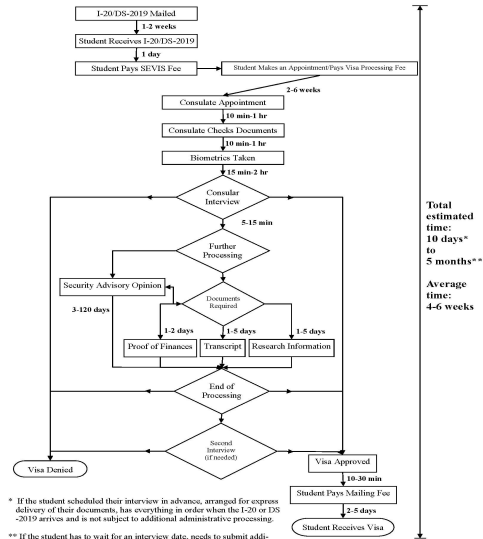 I-20/DS-2019 Mailed
1-2 weeks
Student Receives I-20/DS-2019
1 day
Student Pays SEVIS Fee
Student Makes an Appointment/Pays Visa Processing Fee
2-6 weeks
Consulate Appointment
10 min-1 hr
Consulate Checks Documents
10 min-1 hr
Biometrics Taken
15 min-2 hr
Consular
Interview
5-15 min
Further
Processing
Security Advisory Opinion
3-120 days
Documents
Required
1-2 days
1-5 days
1-5 days
Proof of Finances
Transcript
Research Information
End of
Processing
Second
Interview
(if needed)
Visa Denied
Visa Approved
10-30 min
Student Pays Mailing Fee
2-5 days
Student Receives Visa
Total
estimated
time:
10 days*
to
5 months**
Average
time:
4-6 weeks
* If the student scheduled their interview in advance, arranged for express
delivery of their documents, has everything in order when the I-20 or DS
-2019 arrives and is not subject to additional administrative processing.
** If the student has to wait for an interview date, needs to submit addi-